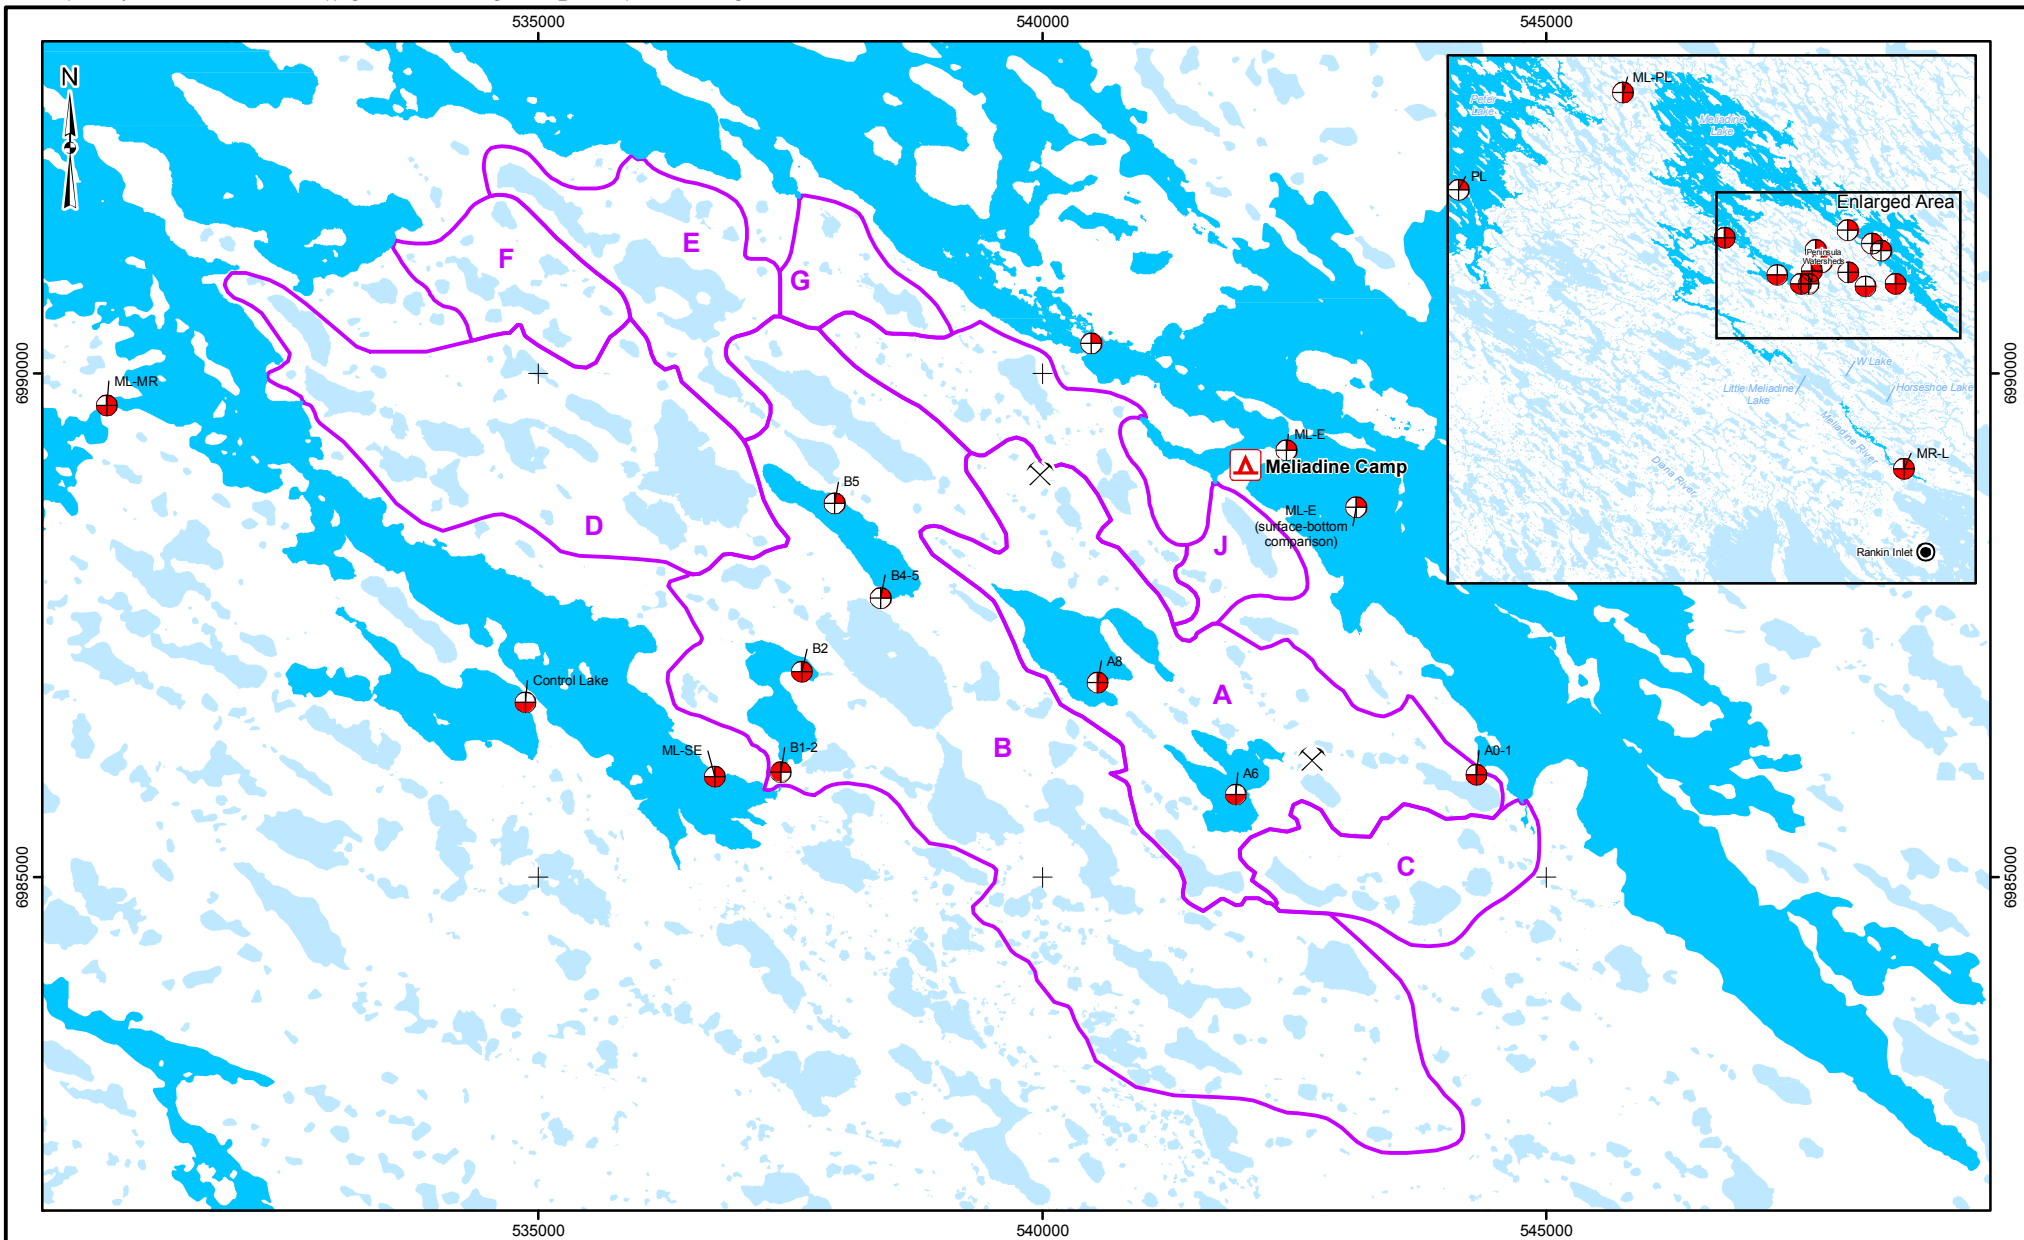 535000
540000
545000
N
ML-PL
Peter
Lake
Meliadine
Lake
PL
Enlarged Area
Peninsula
Watersheds
W Lake
Little Meliadine
Lake
Horseshoe Lake
Meliadine River
Diana River
MR-L
Rankin Inlet
E
F
G
6990000
6990000
ML-MR
ML-E
Meliadine Camp
B5
ML-E
(surface-bottom
comparison)
D
J
B4-5
B2
A8
Control Lake
A
B
ML-SE
B1-2
A0-1
A6
C
6985000
6985000
535000
540000
545000